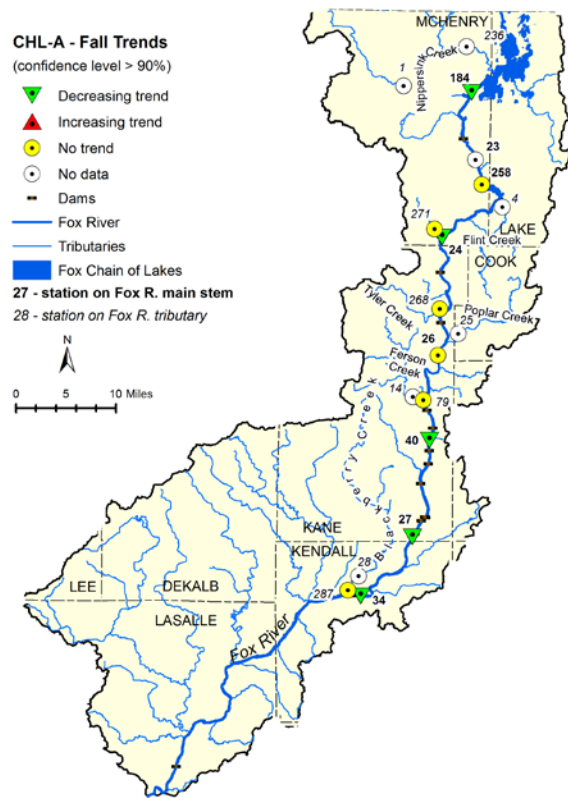 CHL-A - Fall Trends
(confidence level > 90%)
Decreasing trend
Increasing trend
No trend
No data
Dams
Fox River
Tributaries
Fox Chain of Lakes
27 - station on Fox R. main stem
28 - station on Fox R. tributary
N
0 5 10 Miles
MCHENRY
236
Nippersink Creek
1
184
23
258
4
271
LAKE
24
Flint Creek
COOK
268
Tyler Creek
Poplar Creek
25
26
Ferson
Creek
14
79
Blackberry Creek
40
KANE
27
KENDALL
28
LEE
DEKALB
287
34
LASALLE
Fox River